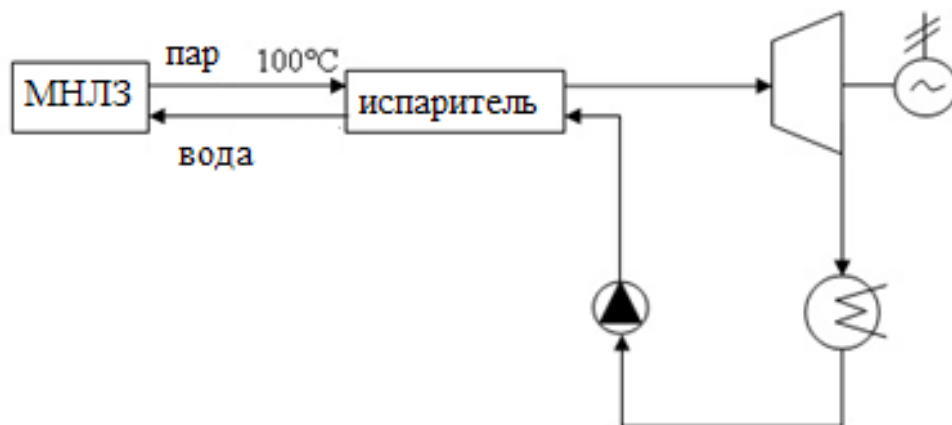 пар
100°C
МНЛЗ
испаритель
вода